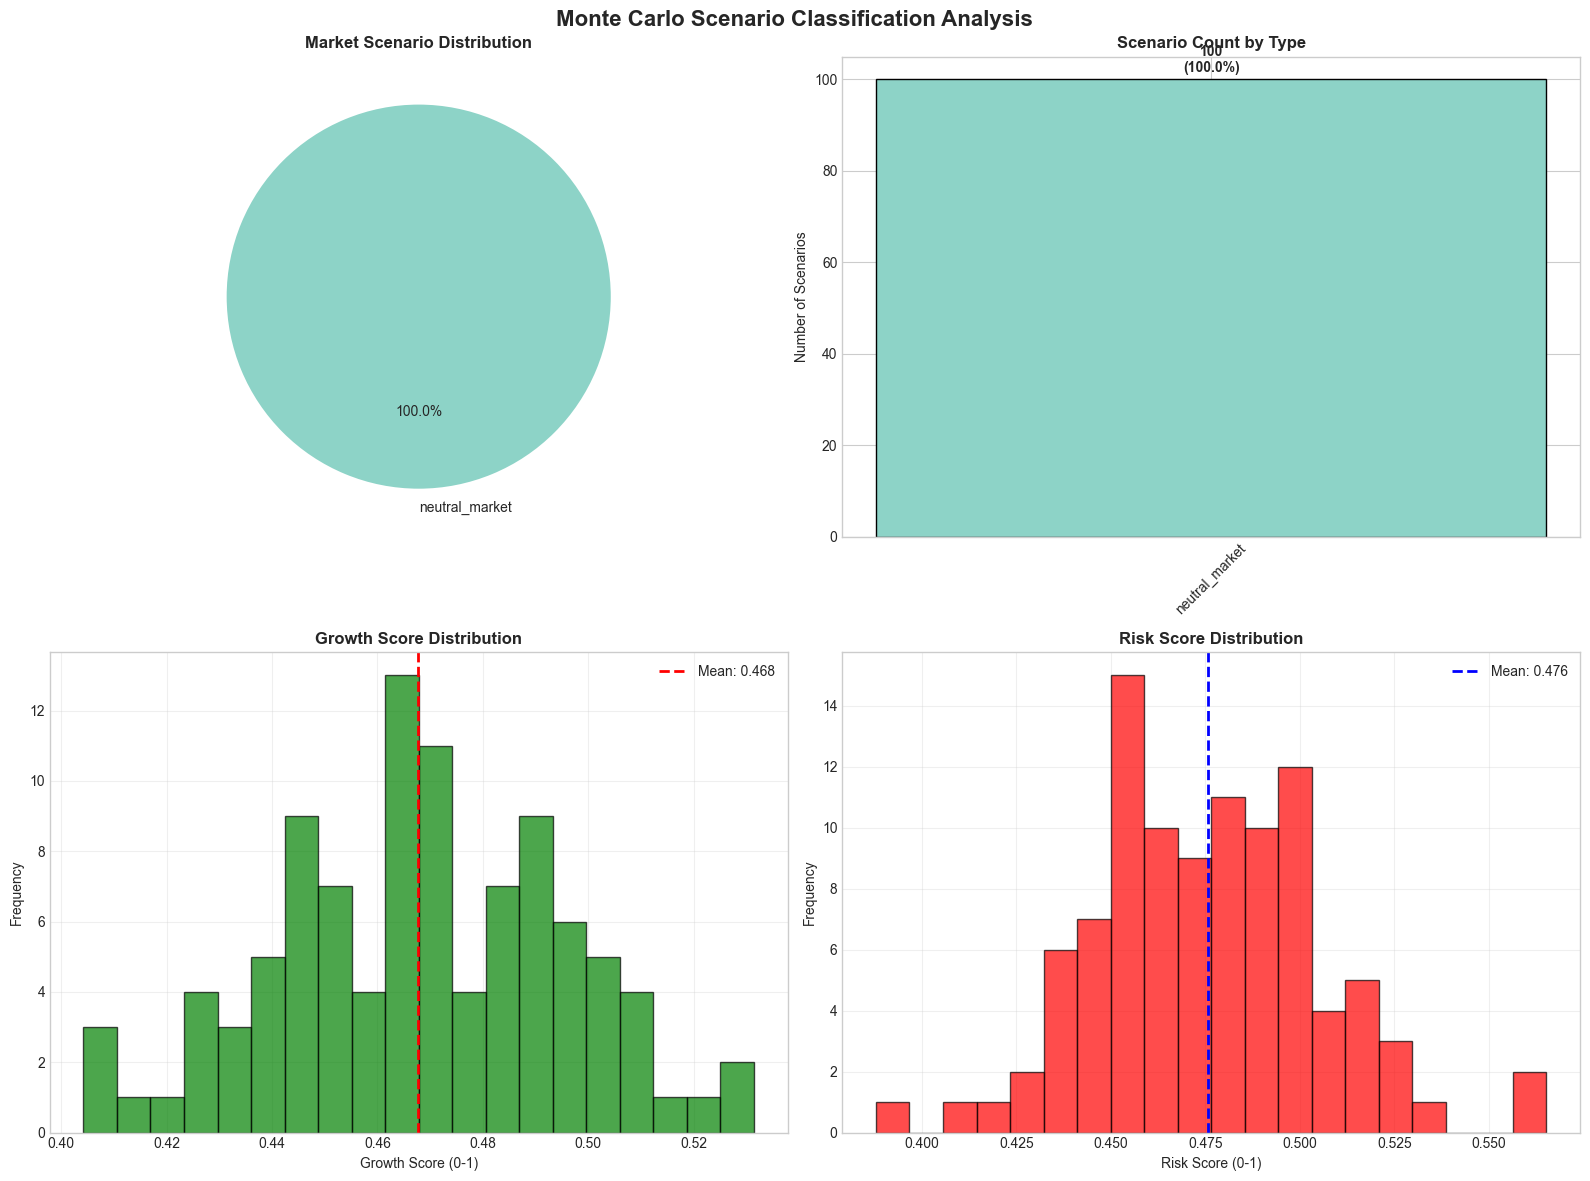 Monte Carlo Scenario Classification Analysis
Market Scenario Distribution
100.0%
neutral_market
Scenario Count by Type
100
(100.0%)
100
80
60
40
20
0
Number of Scenarios
neutral_market
Growth Score Distribution
Mean: 0.468
12
10
8
6
4
2
0
Frequency
0.40 0.42 0.44 0.46 0.48 0.50 0.52
Growth Score (0-1)
Risk Score Distribution
Mean: 0.476
14
12
10
8
6
4
2
0
Frequency
0.400 0.425 0.450 0.475 0.500 0.525 0.550
Risk Score (0-1)